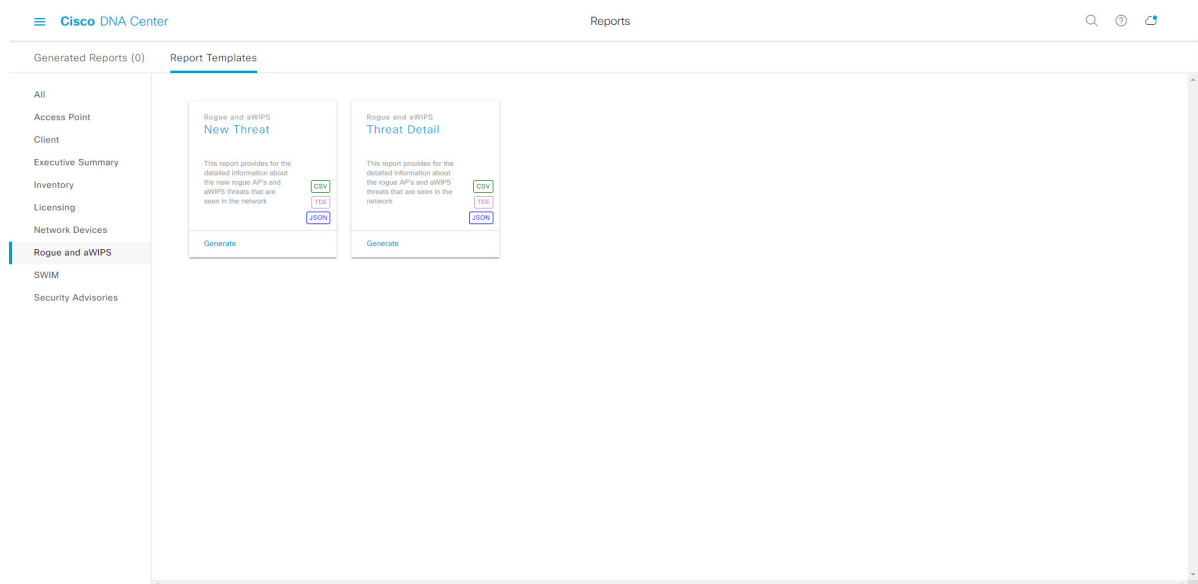 Cisco DNA Center
Reports
Generated Reports (0)
Report Templates
All
Access Point
Client
Executive Summary
Inventory
Licensing
Network Devices
Rogue and aWIPS
SWIM
Security Advisories
Rogue and aWIPS
New Threat
This report provides for the
detailed information about
the new rogue AP's and
aWIPS threats that are
seen in the network
CSV
TDE
JSON
Generate
Rogue and aWIPS
Threat Detail
This report provides for the
detailed information about
the rogue AP's and aWIPS
threats that are seen in the
network
CSV
TDE
JSON
Generate